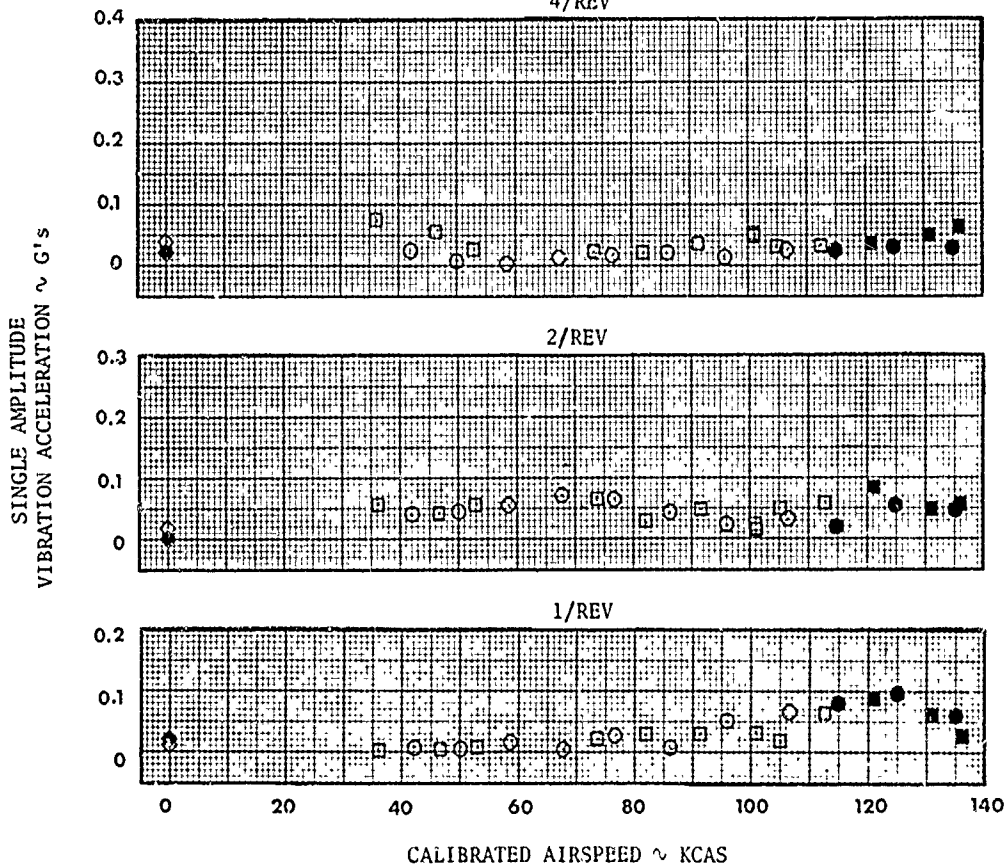 4/REV
0.4
0.3
0.2
0.1
0
2/REV
0.3
0.2
0.1
0
1/REV
0.2
0.1
0
0 20 40 60 80 100 120 140
SINGLE AMPLITUDE
VIBRATION ACCELERATION ~ G's
CALIBRATED AIRSPEED ~ KCAS